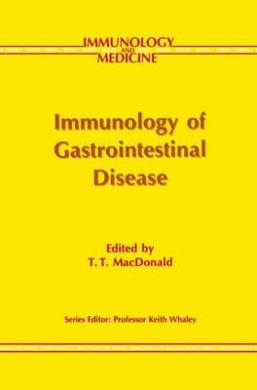 IMMUNOLOGY
AND
MEDICINE
Immunology of
Gastrointestinal
Disease
Edited by
T. T. MacDonald
Series Editor: Professor Keith Whaley